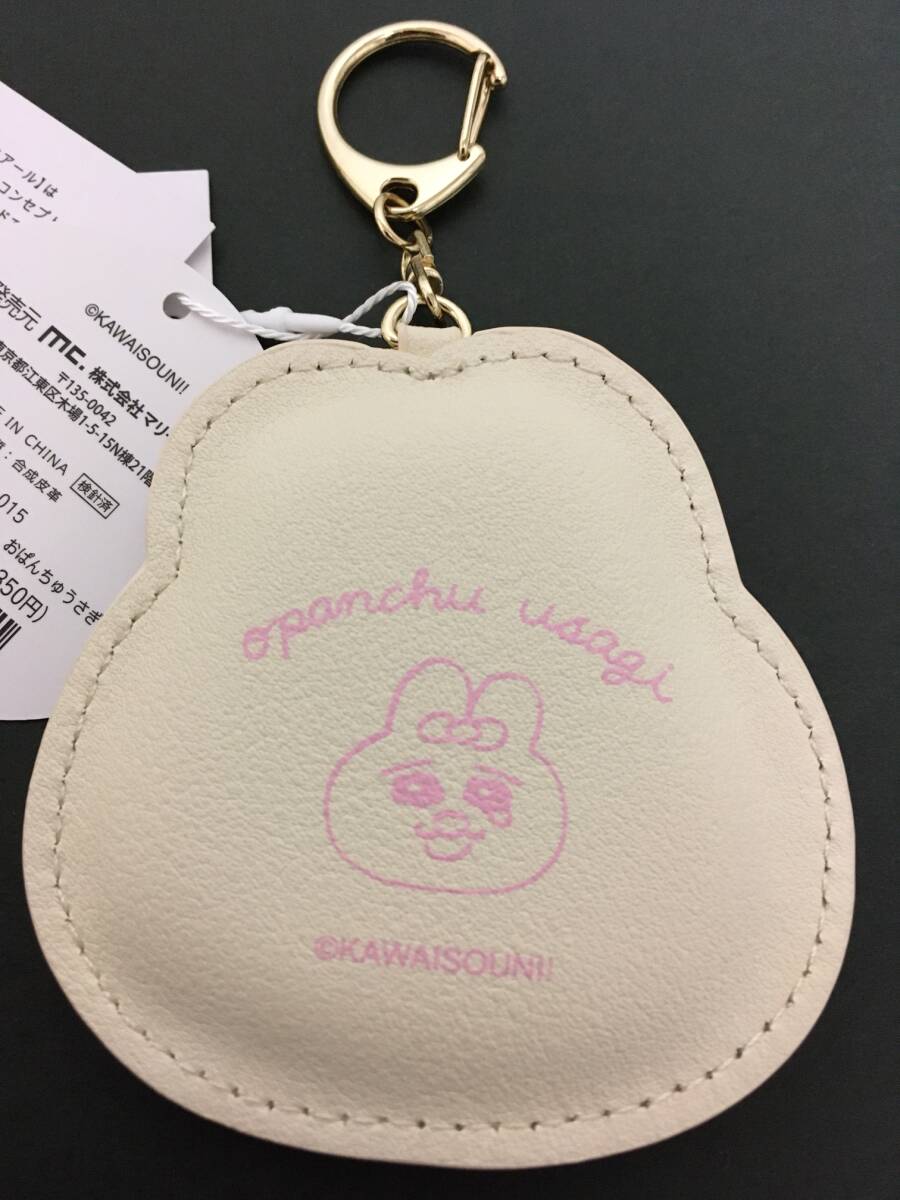 アール】は
コンセプ
©KAWAISOUNI!!
発売元 mc. 株式会社マリー
〒135-0042
東京都江東区木場1-5-15N棟21階
IN CHINA
：合成皮革 検針済
015
おぱんちゅうさぎ
350円)
opanchu usagi
©KAWAISOUNI!!